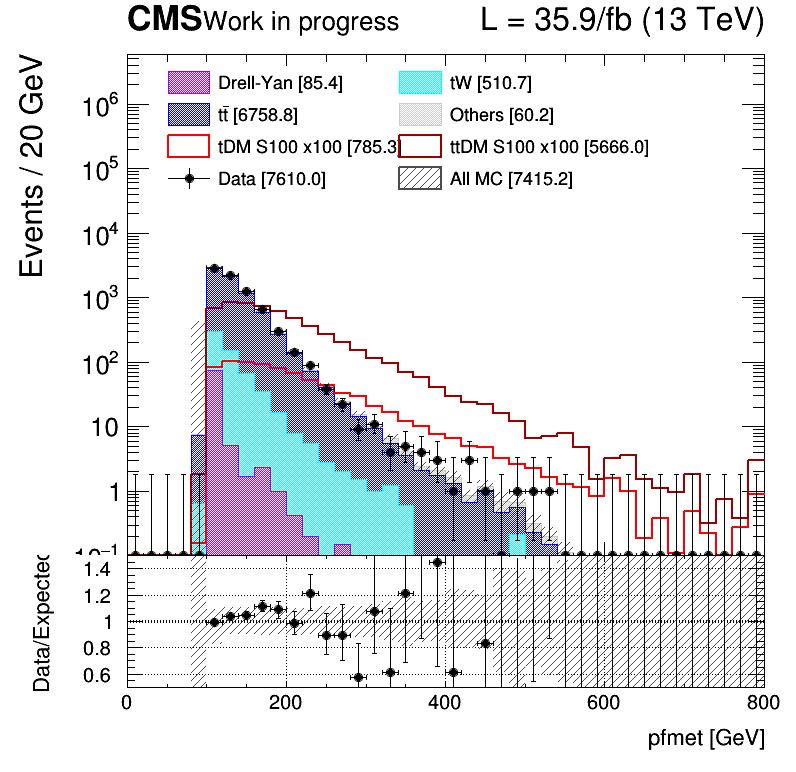 CMS Work in progress L = 35.9/fb (13 TeV)
Events / 20 GeV
Drell-Yan [85.4] tW [510.7]
tt̄ [6758.8] Others [60.2]
tDM S100 x100 [785.3] ttDM S100 x100 [5666.0]
Data [7610.0] All MC [7415.2]
10⁶
10⁵
10⁴
10³
10²
10
1
10⁻¹
Data/Expected
1.4
1.2
1
0.8
0.6
0 200 400 600 800
pfmet [GeV]